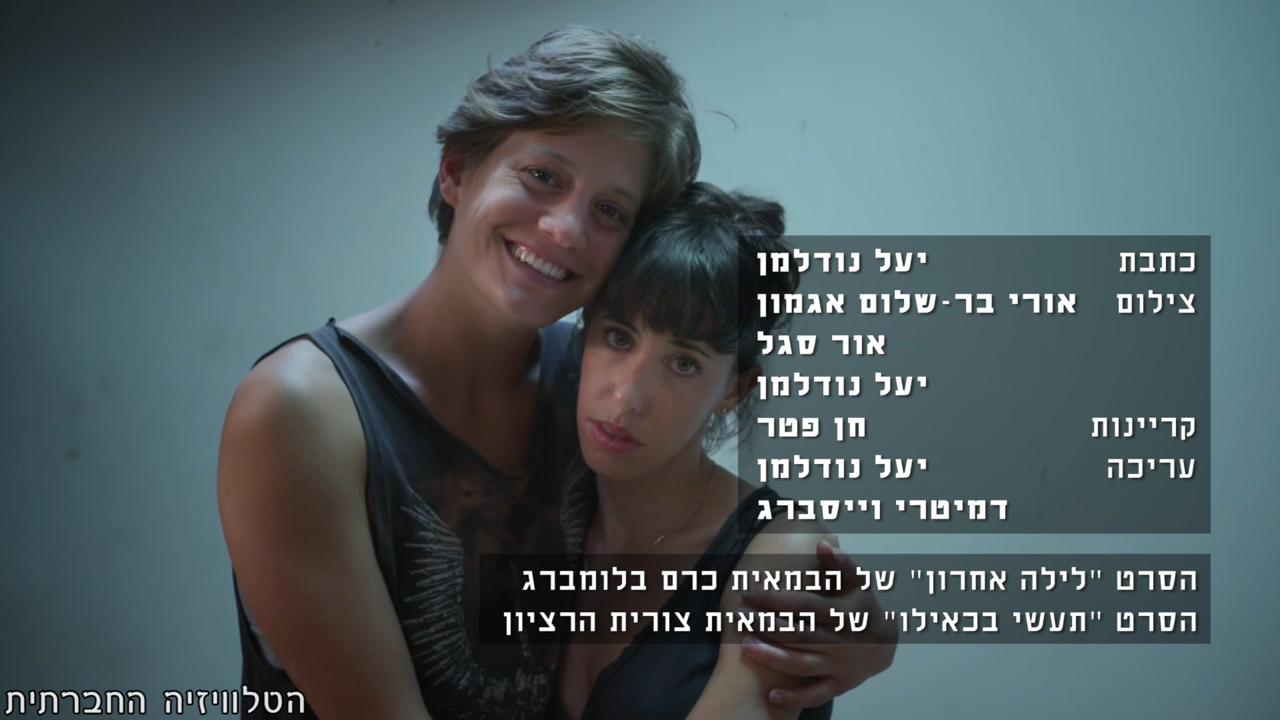 כתבת יעל נודלמן
צילום אורי בר-שלום אגמון
אור סגל
יעל נודלמן
קריינות חן פטר
עריכה יעל נודלמן
דמיטרי וייסברג
הסרט "לילה אחרון" של הבמאית כרם בלומברג
הסרט "תעשי בכאילו" של הבמאית צורית הרציון
הטלוויזיה החברתית